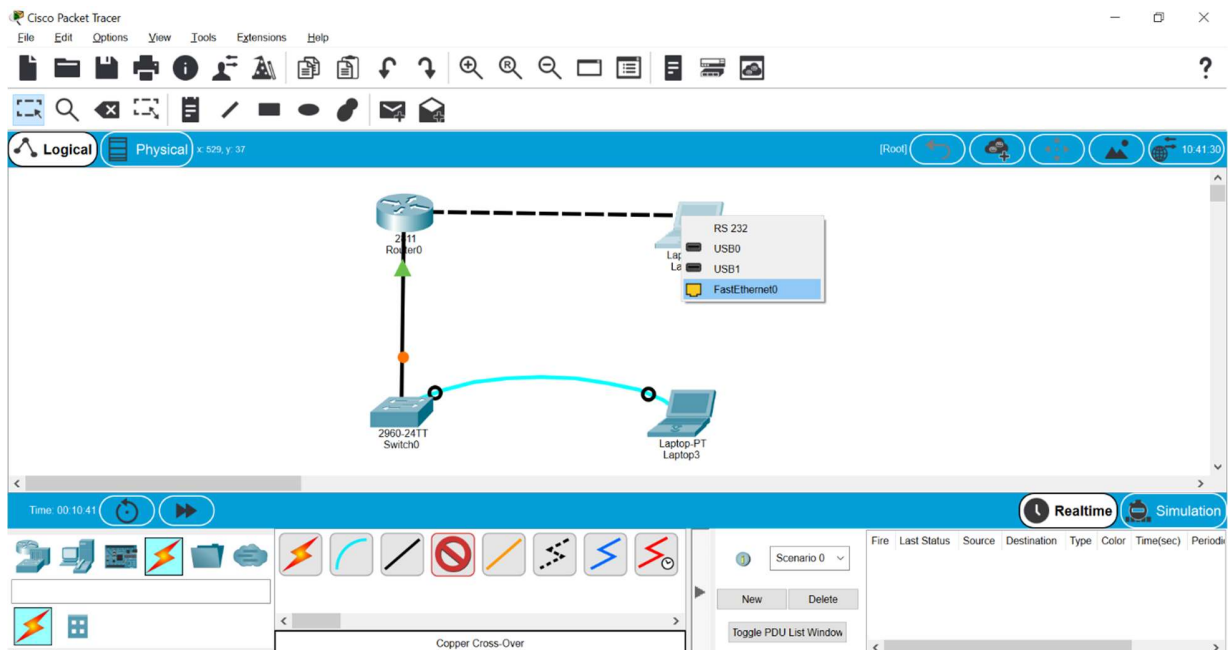 Cisco Packet Tracer
File Edit Options View Tools Extensions Help
Logical Physical x: 529, y: 37 [Root] 10:41:30
Router0
RS 232
USB0
USB1
FastEthernet0
2960-24TT
Switch0
Laptop-PT
Laptop3
Time: 00:10:41 Realtime Simulation
Scenario 0
Fire Last Status Source Destination Type Color Time(sec)
New Delete
Toggle PDU List Window
Copper Cross-Over